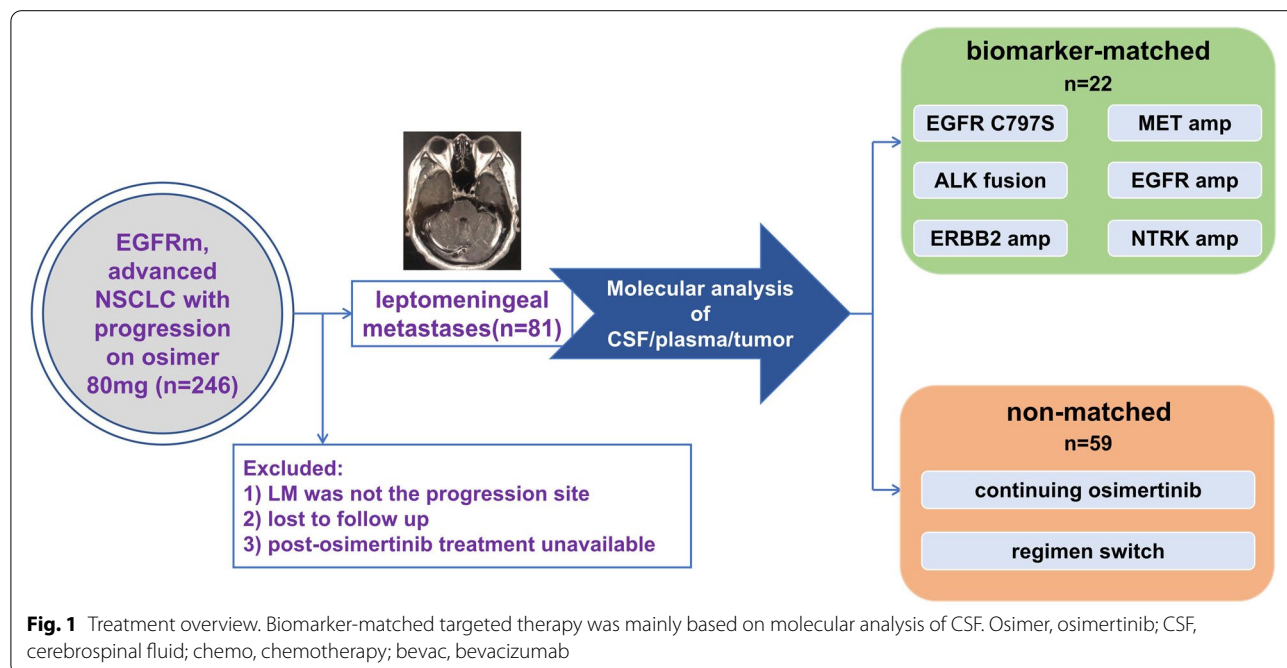 EGFRm,
advanced
NSCLC with
progression
on osimer
80mg (n=246)
leptomeningeal
metastases(n=81)
Excluded:
1) LM was not the progression site
2) lost to follow up
3) post-osimertinib treatment unavailable
Molecular analysis
of
CSF/plasma/tumor
biomarker-matched
n=22
EGFR C797S
MET amp
ALK fusion
EGFR amp
ERBB2 amp
NTRK amp
non-matched
n=59
continuing osimertinib
regimen switch
Fig. 1 Treatment overview. Biomarker-matched targeted therapy was mainly based on molecular analysis of CSF. Osimer, osimertinib; CSF,
cerebrospinal fluid; chemo, chemotherapy; bevac, bevacizumab